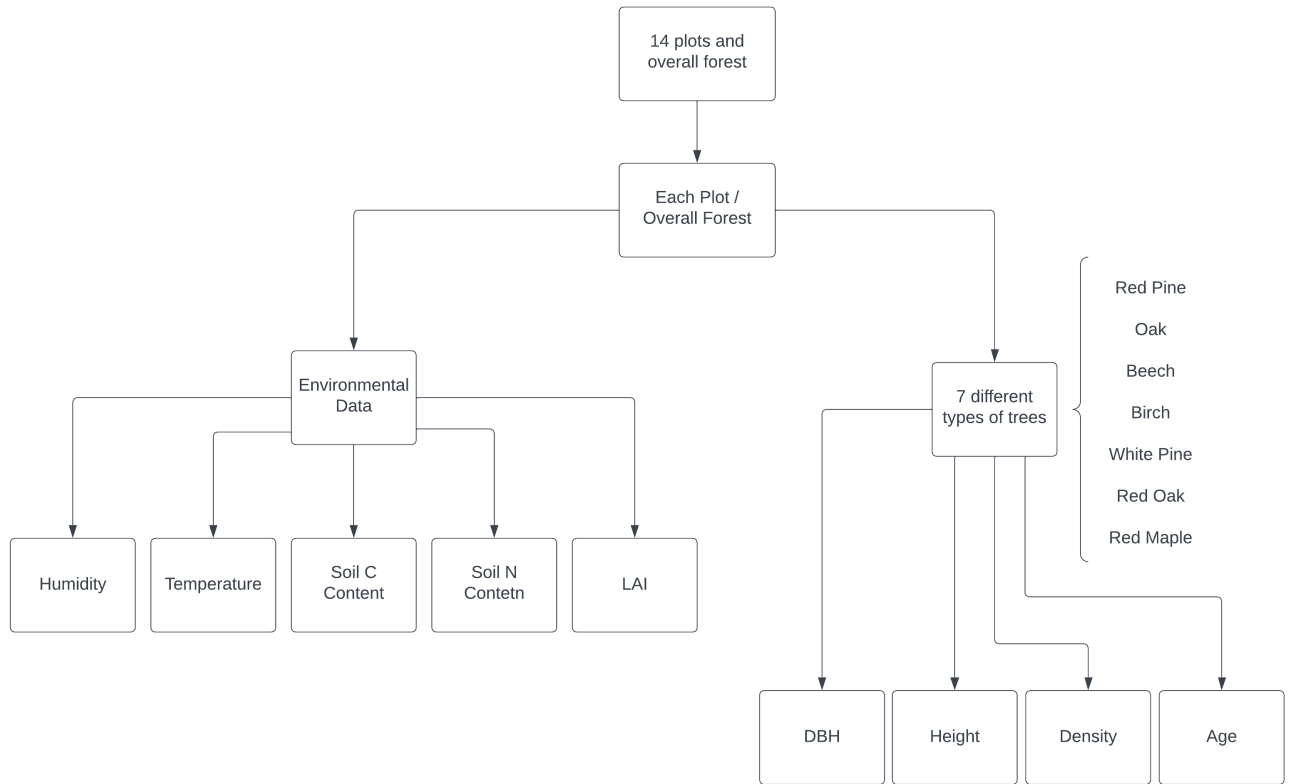 14 plots and
overall forest
Each Plot /
Overall Forest
Red Pine
Oak
Beech
Birch
White Pine
Red Oak
Red Maple
Environmental
Data
7 different
types of trees
Humidity
Temperature
Soil C
Content
Soil N
Contetn
LAI
DBH
Height
Density
Age